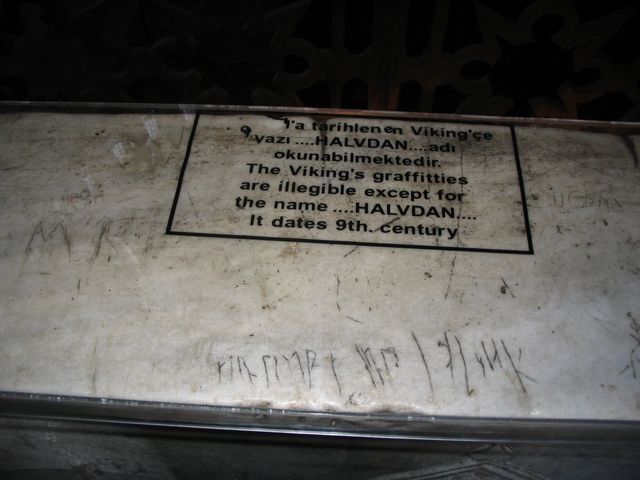 9 'a tarihlenen Viking'çe
yazı ....HALVDAN....adı
okunabilmektedir.
The Viking's graffitties
are illegible except for
the name ....HALVDAN....
It dates 9th. century